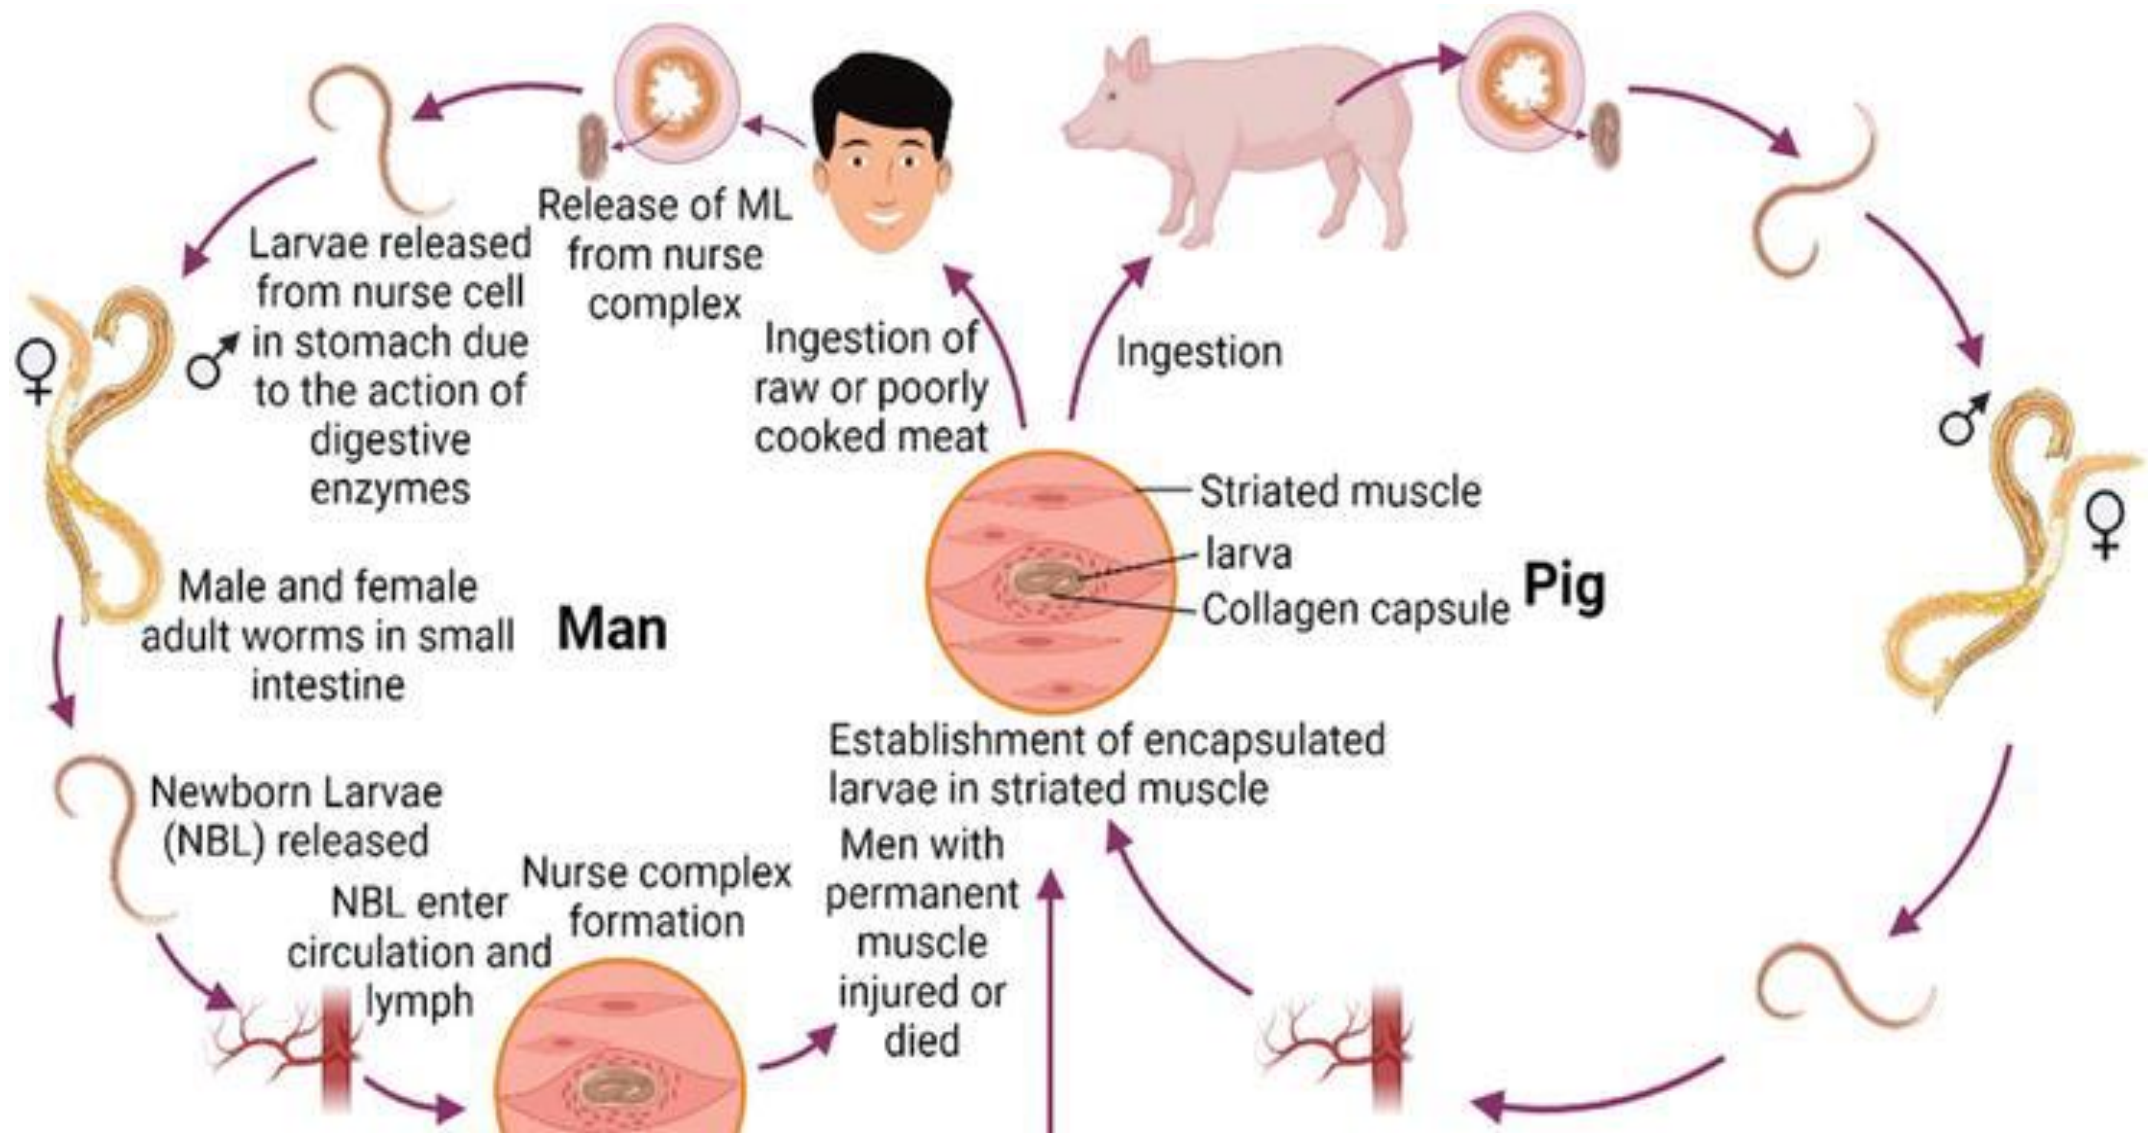 Release of ML
from nurse
complex
Larvae released
from nurse cell
in stomach due
to the action of
digestive
enzymes
Ingestion of
raw or poorly
cooked meat
Ingestion
Striated muscle
larva
Collagen capsule
Pig
Male and female
adult worms in small
intestine
Man
Establishment of encapsulated
larvae in striated muscle
Newborn Larvae
(NBL) released
NBL enter
circulation and
lymph
Nurse complex
formation
Men with
permanent
muscle
injured or
died